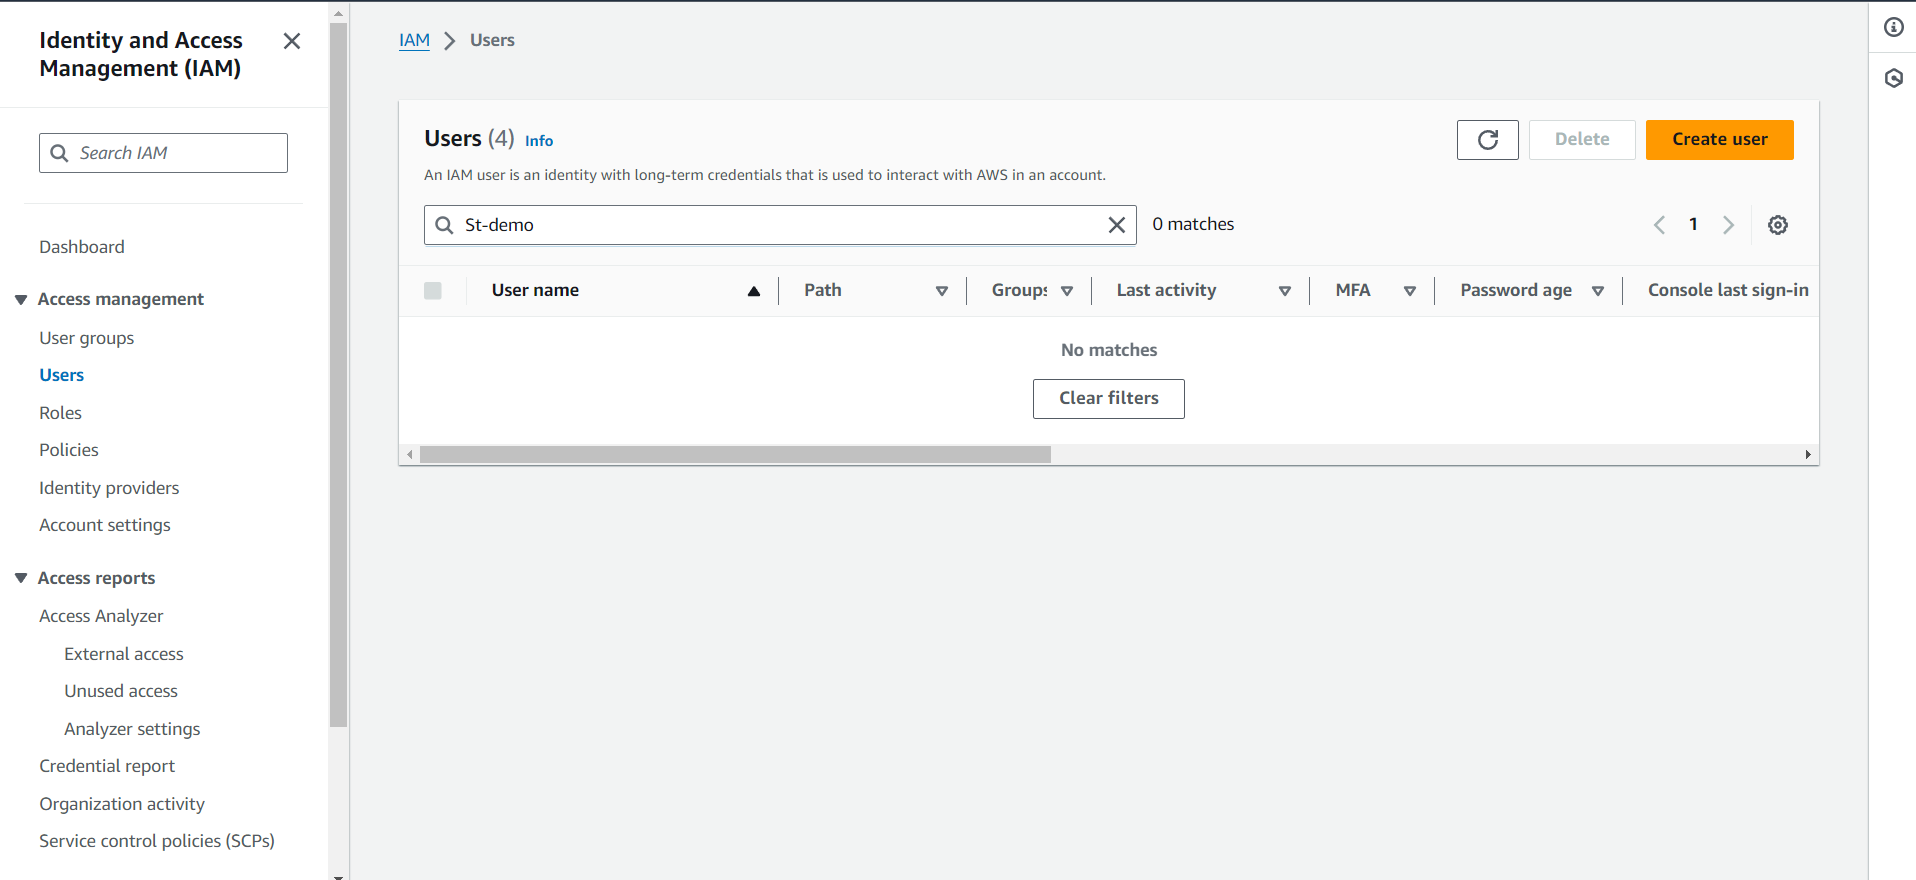 Identity and Access
Management (IAM)
Search IAM
Dashboard
Access management
User groups
Users
Roles
Policies
Identity providers
Account settings
Access reports
Access Analyzer
External access
Unused access
Analyzer settings
Credential report
Organization activity
Service control policies (SCPs)
IAM Users
Users (4) Info
Delete
Create user
An IAM user is an identity with long-term credentials that is used to interact with AWS in an account.
St-demo
0 matches
1
User name Path Groups Last activity MFA Password age Console last sign-in
No matches
Clear filters